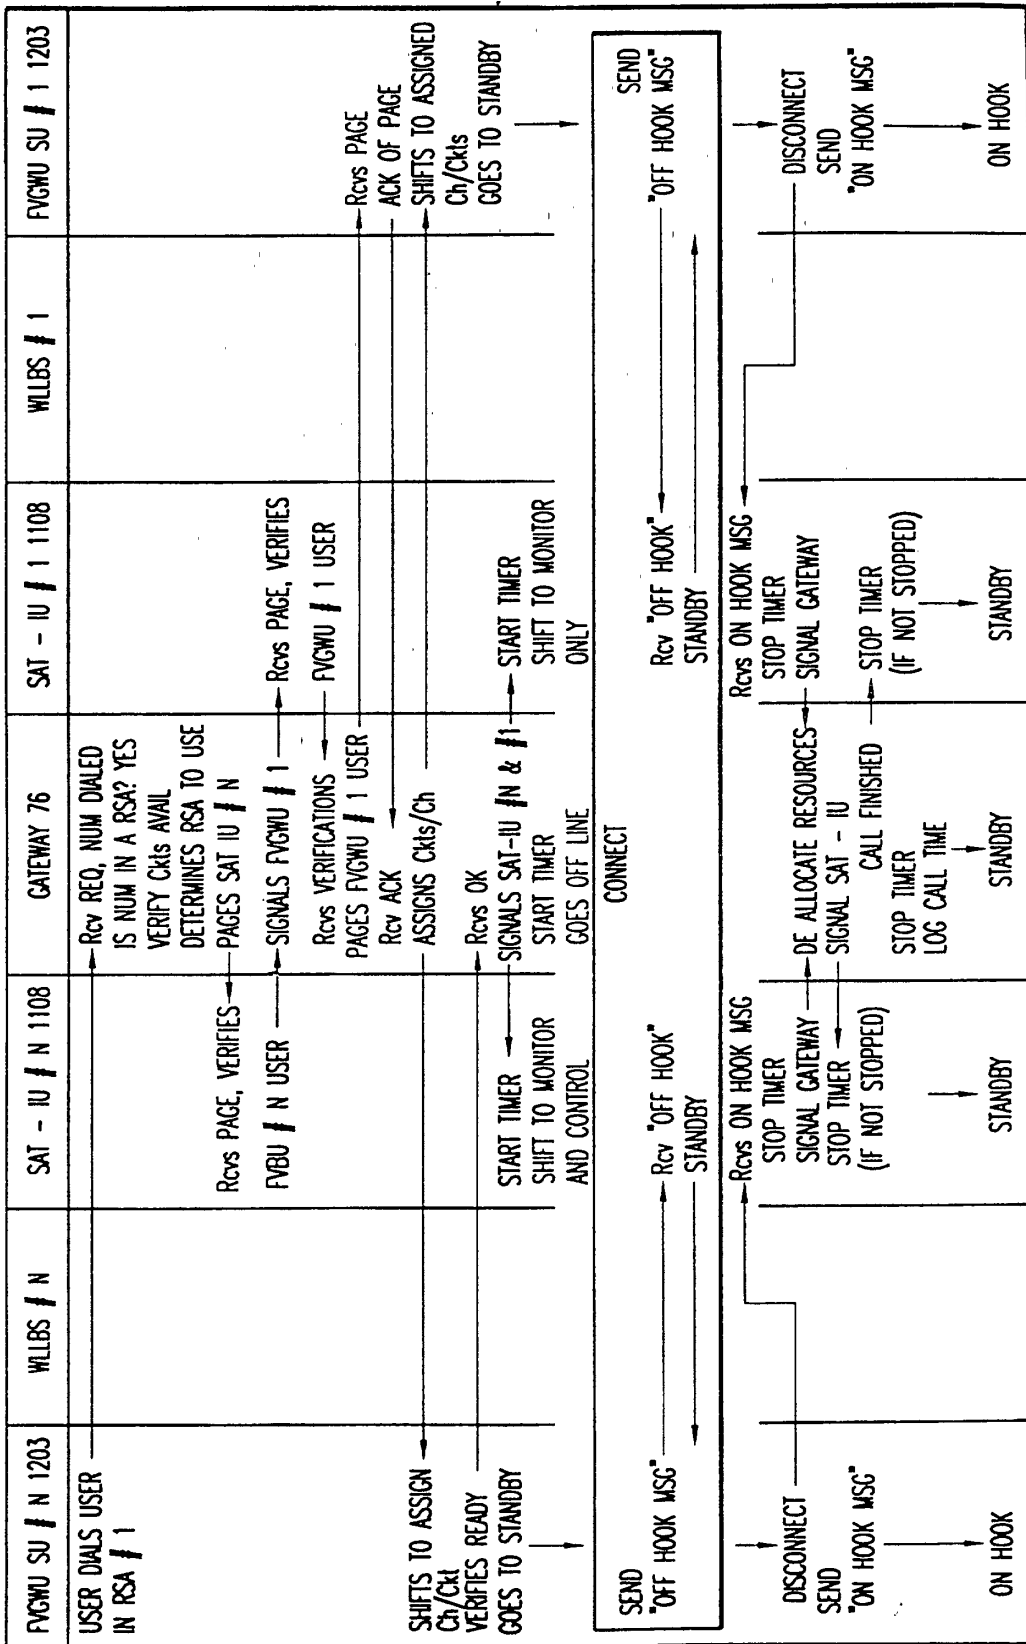 FVGWU SU # N 1203
WLLBS # N
SAT - IU # N 1108
GATEWAY 76
SAT - IU # 1 1108
WLLBS # 1
FVGWU SU # 1 1203
USER DIALS USER
IN RSA # 1
Rcv REQ, NUM DIALED
IS NUM IN A RSA? YES
VERIFY Ckts AVAIL
DETERMINES RSA TO USE
PAGES SAT IU # N
Rcvs PAGE, VERIFIES
FVBU # N USER
SIGNALS FVGWU # 1
Rcvs PAGE, VERIFIES
FVGWU # 1 USER
Rcvs VERIFICATIONS
PAGES FVGWU # 1 USER
Rcvs PAGE
ACK OF PAGE
Rcv ACK
ASSIGNS Ckts/Ch
SHIFTS TO ASSIGNED
Ch/Ckts
GOES TO STANDBY
SHIFTS TO ASSIGN
Ch/Ckt
VERIFIES READY
GOES TO STANDBY
Rcvs OK
SIGNALS SAT-IU #N & #1
START TIMER
GOES OFF LINE
START TIMER
SHIFT TO MONITOR
AND CONTROL
START TIMER
SHIFT TO MONITOR
ONLY
CONNECT
SEND
"OFF HOOK MSG"
Rcv "OFF HOOK"
STANDBY
Rcv "OFF HOOK"
STANDBY
SEND
"OFF HOOK MSG"
DISCONNECT
SEND
"ON HOOK MSG"
ON HOOK
Rcvs ON HOOK MSG
STOP TIMER
SIGNAL GATEWAY
STOP TIMER
(IF NOT STOPPED)
STANDBY
DE ALLOCATE RESOURCES
SIGNAL SAT - IU
CALL FINISHED
STOP TIMER
LOG CALL TIME
STANDBY
Rcvs ON HOOK MSG
STOP TIMER
SIGNAL GATEWAY
STOP TIMER
(IF NOT STOPPED)
STANDBY
DISCONNECT
SEND
"ON HOOK MSG"
ON HOOK